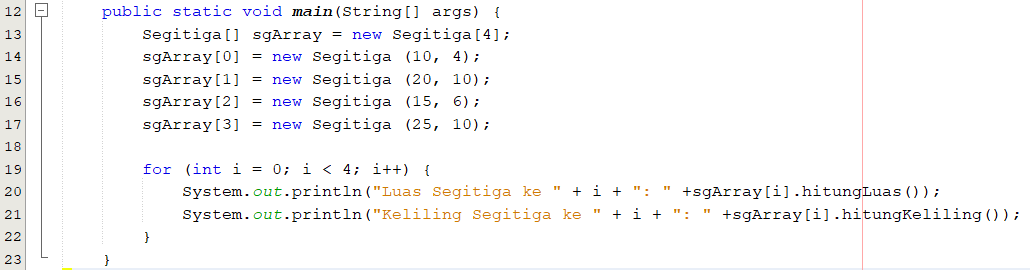 12 public static void main(String[] args) {
13 Segitiga[] sgArray = new Segitiga[4];
14 sgArray[0] = new Segitiga (10, 4);
15 sgArray[1] = new Segitiga (20, 10);
16 sgArray[2] = new Segitiga (15, 6);
17 sgArray[3] = new Segitiga (25, 10);
18
19 for (int i = 0; i < 4; i++) {
20 System.out.println("Luas Segitiga ke " + i + ": " +sgArray[i].hitungLuas());
21 System.out.println("Keliling Segitiga ke " + i + ": " +sgArray[i].hitungKeliling());
22 }
23 }